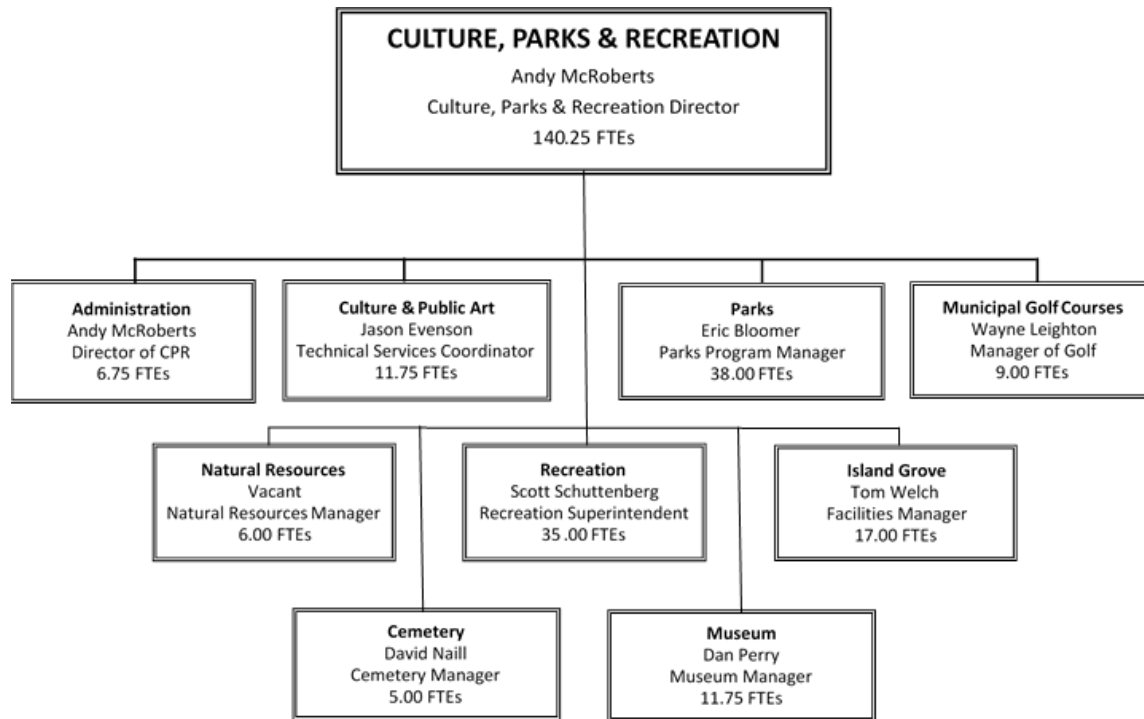 CULTURE, PARKS & RECREATION
Andy McRoberts
Culture, Parks & Recreation Director
140.25 FTEs
Administration
Andy McRoberts
Director of CPR
6.75 FTEs
Culture & Public Art
Jason Evenson
Technical Services Coordinator
11.75 FTEs
Parks
Eric Bloomer
Parks Program Manager
38.00 FTEs
Municipal Golf Courses
Wayne Leighton
Manager of Golf
9.00 FTEs
Natural Resources
Vacant
Natural Resources Manager
6.00 FTEs
Recreation
Scott Schuttenberg
Recreation Superintendent
35.00 FTEs
Island Grove
Tom Welch
Facilities Manager
17.00 FTEs
Cemetery
David Naill
Cemetery Manager
5.00 FTEs
Museum
Dan Perry
Museum Manager
11.75 FTEs